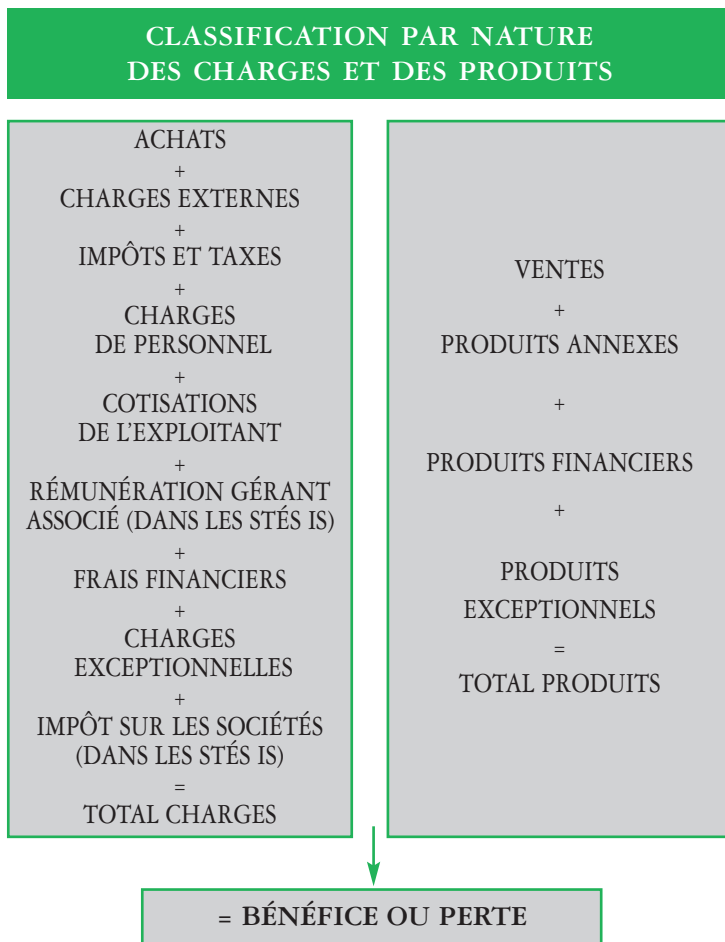 CLASSIFICATION PAR NATURE
DES CHARGES ET DES PRODUITS
ACHATS
+
CHARGES EXTERNES
+
IMPÔTS ET TAXES
+
CHARGES
DE PERSONNEL
+
COTISATIONS
DE L'EXPLOITANT
+
RÉMUNÉRATION GÉRANT
ASSOCIÉ (DANS LES STÉS IS)
+
FRAIS FINANCIERS
+
CHARGES
EXCEPTIONNELLES
+
IMPÔT SUR LES SOCIÉTÉS
(DANS LES STÉS IS)
=
TOTAL CHARGES
VENTES
+
PRODUITS ANNEXES
+
PRODUITS FINANCIERS
+
PRODUITS
EXCEPTIONNELS
=
TOTAL PRODUITS
= BÉNÉFICE OU PERTE